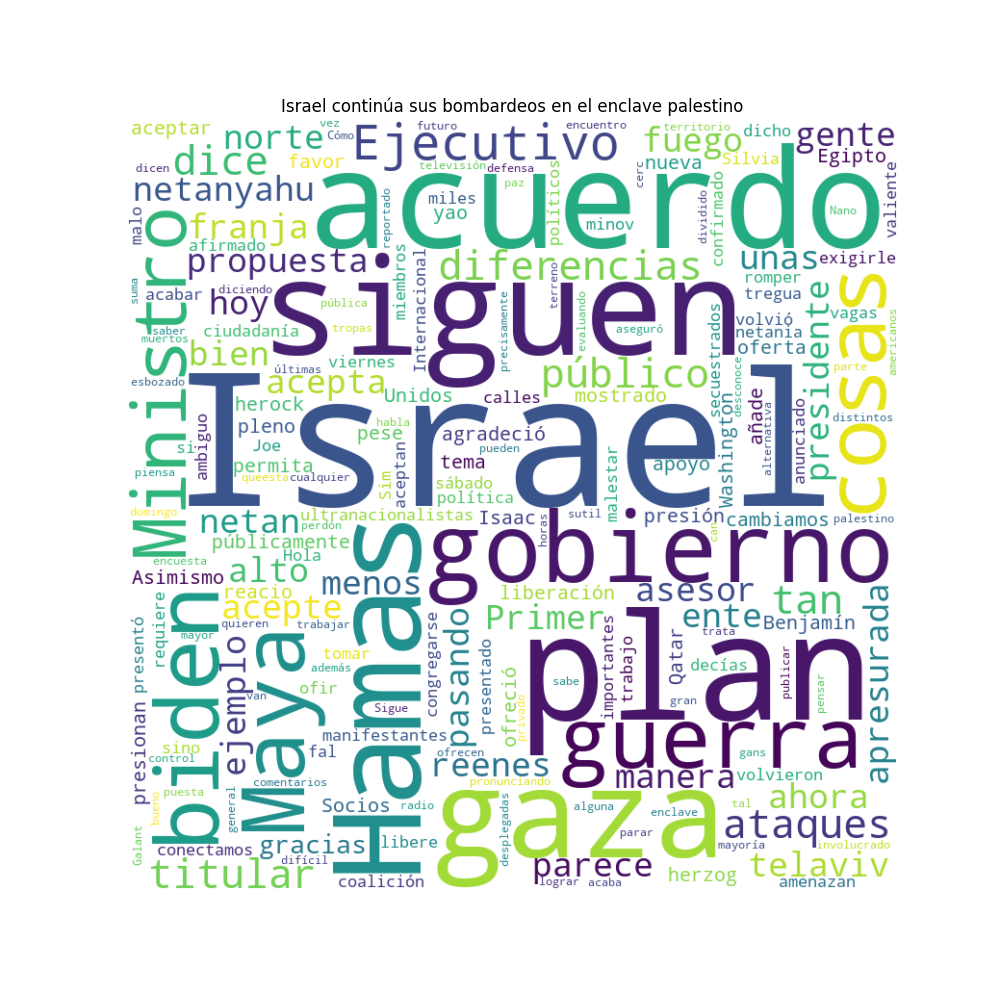 Israel continúa sus bombardeos en el enclave palestino
aceptar
norte
vez
Cómo
Ejecutivo
futuro
encuentro
fuego
territorio
dicho
gente
dice
favor
televisión
defensa
nueva
Silvia
Egipto
dicen
netanyahu
acuerdo
paz
políticos
cerc
valiente
miles
yao
minov
dividido
confirmado
Nano
malo
Ministro
franja
afirmado
reportado
propuesta
miembros
Internacional
diferencias
terreno
unas
exigirle
romper
tregua
suma
acabar
diciendo
hoy
siguen
pública
precisamente
evaluando
secuestrados
volvió
netania
oferta
presidente
vagas
cosas
americanos
saber
muertos
ciudadanía
tropas
aseguró
bien
viernes
últimas
acepta
Unidos
calles
público
mostrado
desconoce
parte
esbozado
Israel
herock
pleno
habla
agradeció
añade
alternativa
anunciado
distintos
ambiguo
si
Joe
pese
aceptan
pueden
tema
malestar
apoyo
Washington
piensa
permita
queesta
cualquier
Sim
sábado
política
domingo
netan
ultranacionalistas
perdón
Isaac
horas
sutil
presión
car
cambiamos
palestino
públicamente
Hola
encuesta
Asimismo
alto
menos
gobierno
requiere
reacio
acepte
quieren
trabajar
liberación
asesor
tan
mayor
biden
Maya
Hamas
congregarse
pasando
Primer
ente
Benjamín
apresurada
presionan
presentó
ejemplo
tomar
además
ofir
van
Sigue
presentado
ofreció
privado
sabe
plan
importantes
trabajo
Qatar
trata
decías
publicar
pensar
gran
sino
control
fal
manifestantes
ofrecen
reenes
guerra
gans
puesta
comentarios
pronunciando
manera
volvieron
bueno
general
Socios
radio
gaza
desplegadas
alguna
enclave
tal
ahora
Galant
conectamos
gracias
libere
parar
ataques
mayoría
involucrado
difícil
titular
coalición
parece
lograr
acaba
herzog
telaviv
amenazan